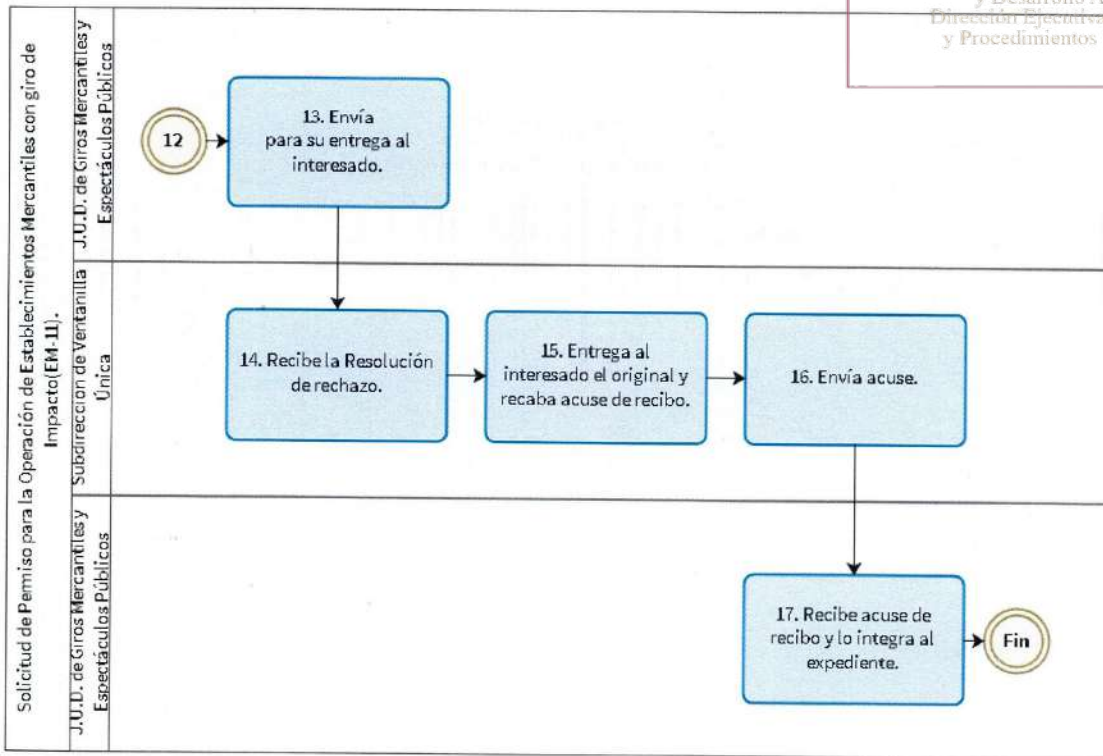 y Desarrollo A
Dirección Ejecutiva
y Procedimientos
Solicitud de Permiso para la Operación de Establecimientos Mercantiles con giro de
Impacto(EM-11).
J.U.D. de Giros Mercantiles y
Espectáculos Públicos
12
13. Envía
para su entrega al
interesado.
Subdirección de Ventanilla
Única
14. Recibe la Resolución
de rechazo.
15. Entrega al
interesado el original y
recaba acuse de recibo.
16. Envía acuse.
J.U.D. de Giros Mercantiles y
Espectáculos Públicos
17. Recibe acuse de
recibo y lo integra al
expediente.
Fin